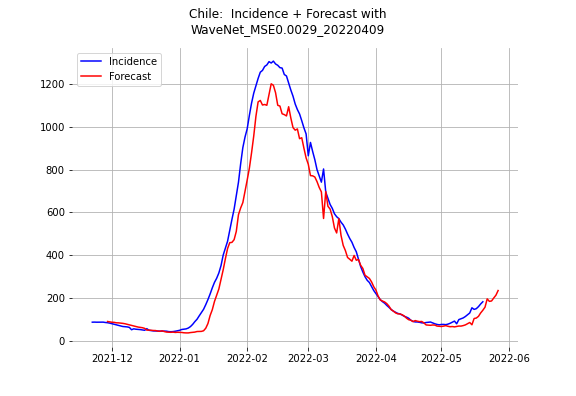 Chile:  Incidence + Forecast with
WaveNet_MSE0.0029_20220409
Incidence
Forecast
1200
1000
800
600
400
200
0
2021-12 2022-01 2022-02 2022-03 2022-04 2022-05 2022-06